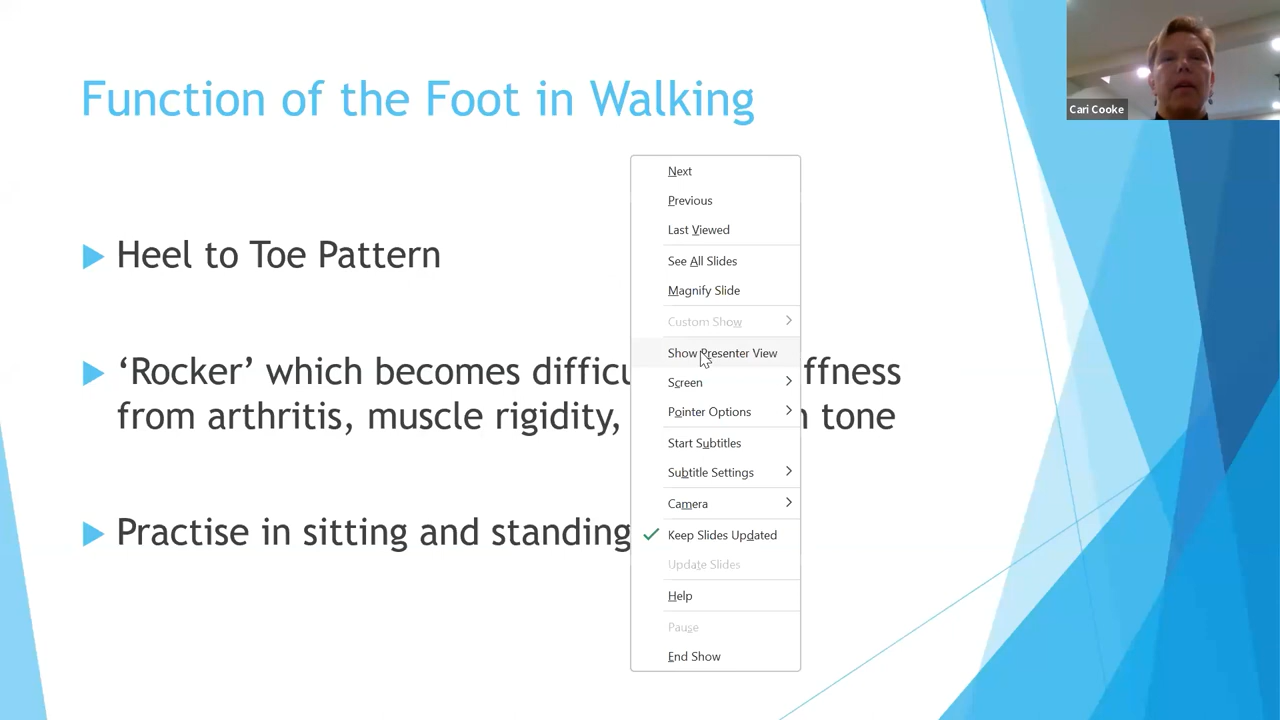 Function of the Foot in Walking
Cari Cooke
Heel to Toe Pattern
‘Rocker’ which becomes
from arthritis, muscle rigidity, tone
Practise in sitting and standing
Next
Previous
Last Viewed
See All Slides
Magnify Slide
Custom Show
Show Presenter View
Screen
Pointer Options
Start Subtitles
Subtitle Settings
Camera
Keep Slides Updated
Update Slides
Help
Pause
End Show